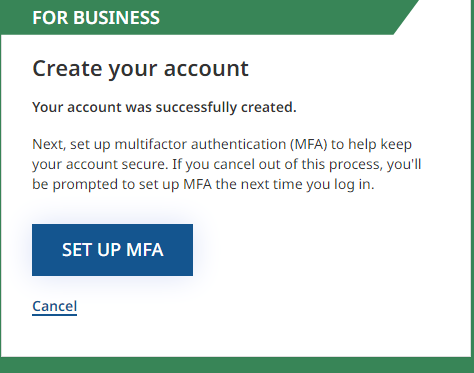 FOR BUSINESS
Create your account
Your account was successfully created.
Next, set up multifactor authentication (MFA) to help keep
your account secure. If you cancel out of this process, you'll
be prompted to set up MFA the next time you log in.
SET UP MFA
Cancel